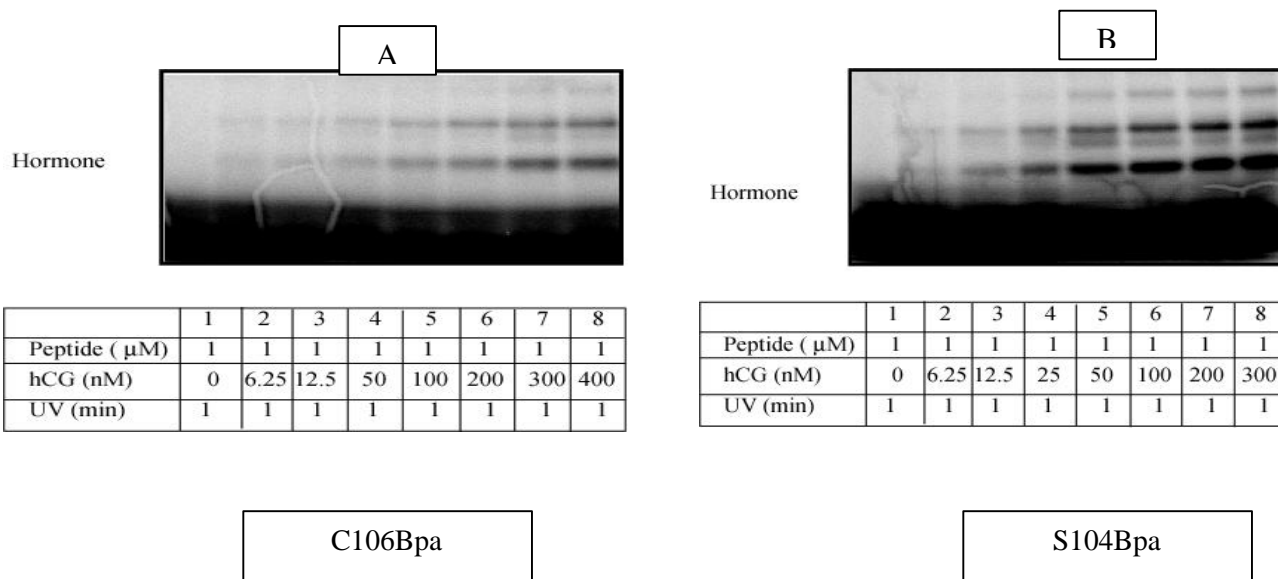 A
B
Hormone
Hormone
1 2 3 4 5 6 7 8
Peptide ( μM) 1 1 1 1 1 1 1 1
hCG (nM) 0 6.25 12.5 50 100 200 300 400
UV (min) 1 1 1 1 1 1 1 1
1 2 3 4 5 6 7 8
Peptide ( μM) 1 1 1 1 1 1 1 1
hCG (nM) 0 6.25 12.5 25 50 100 200 300
UV (min) 1 1 1 1 1 1 1 1
C106Bpa
S104Bpa